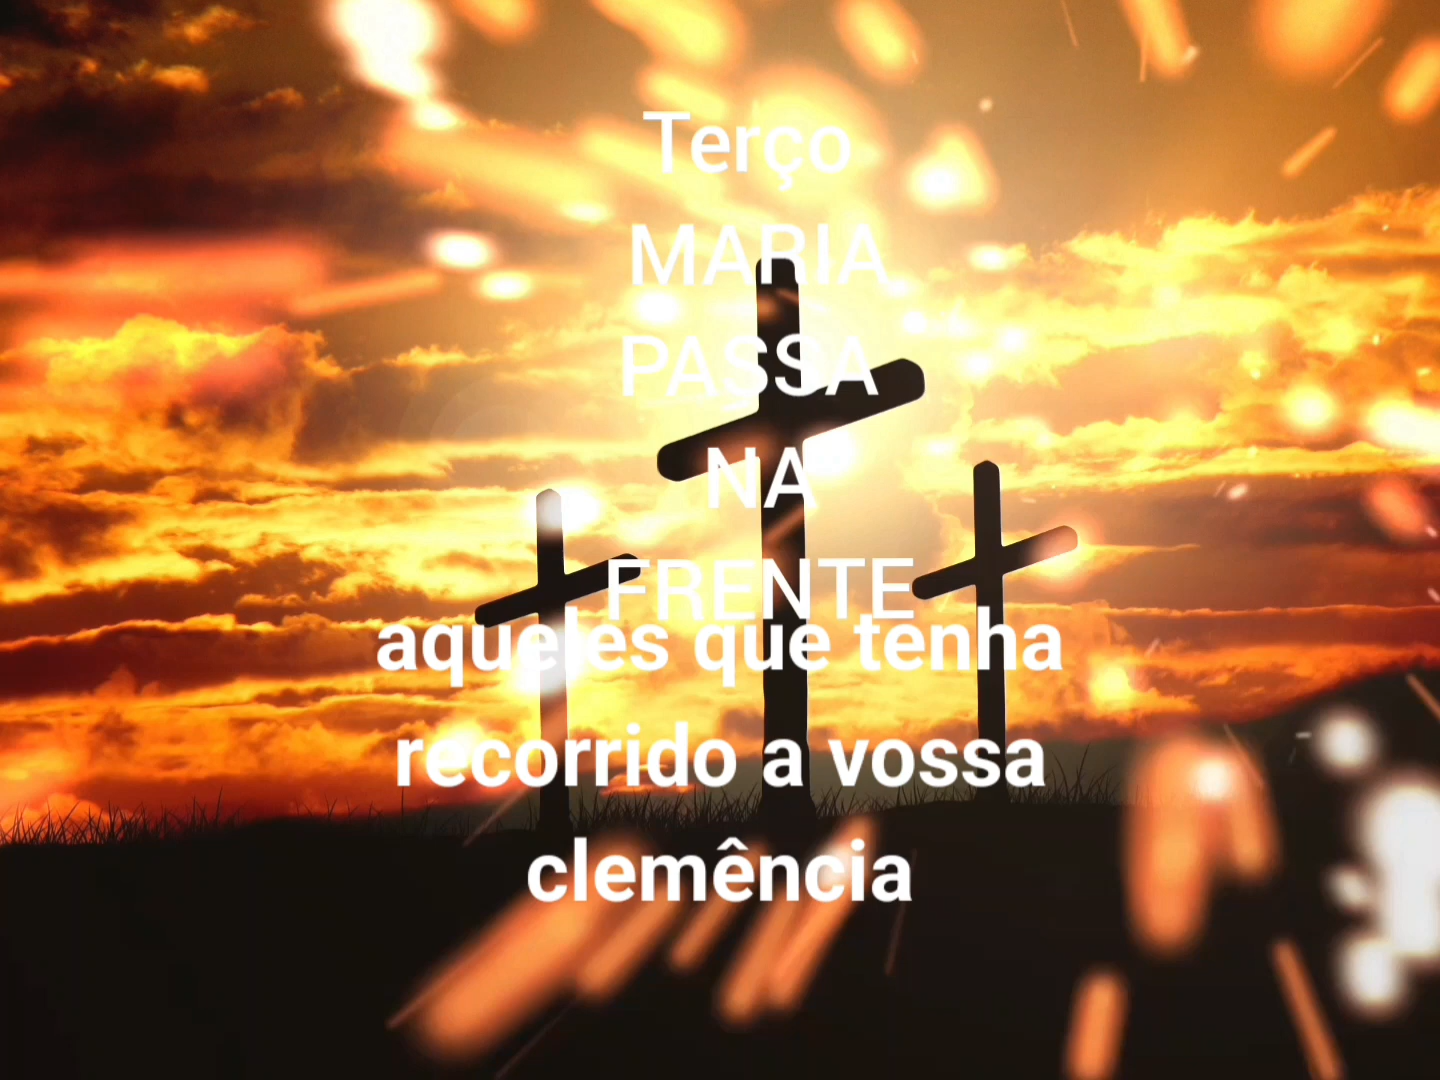 Terço
MARIA
PASSA
NA
FRENTE
aqueles que tenha
recorrido a vossa
clemência